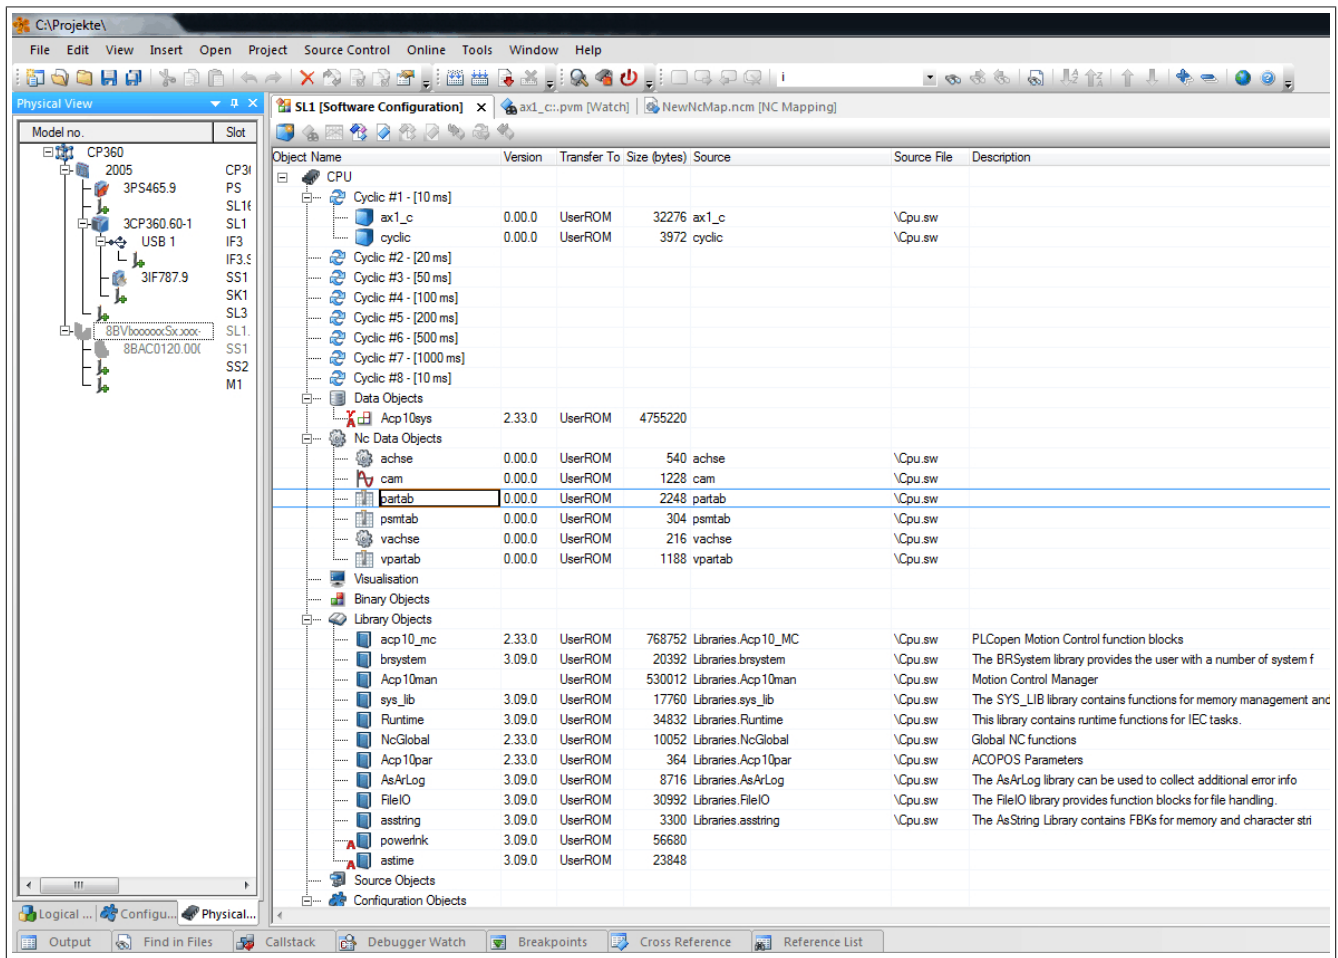 C:\Projekte\
File Edit View Insert Open Project Source Control Online Tools Window Help
i
Physical View
SL1 [Software Configuration] ax1_c::.pvm [Watch] NewNcMap.ncm [NC Mapping]
Model no. Slot
CP360
2005 CP3
3PS465.9 PS
SL16
3CP360.60-1 SL1
USB 1 IF3
IF3.S
3IF787.9 SS1
SK1
SL3
8BVIxxxxxxSx.xxx- SL1.
8BAC0120.00( SS1
SS2
M1
Object Name Version Transfer To Size (bytes) Source Source File Description
CPU
Cyclic #1 - [10 ms]
ax1_c 0.00.0 UserROM 32276 ax1_c \Cpu.sw
cyclic 0.00.0 UserROM 3972 cyclic \Cpu.sw
Cyclic #2 - [20 ms]
Cyclic #3 - [50 ms]
Cyclic #4 - [100 ms]
Cyclic #5 - [200 ms]
Cyclic #6 - [500 ms]
Cyclic #7 - [1000 ms]
Cyclic #8 - [10 ms]
Data Objects
Acp10sys 2.33.0 UserROM 4755220
Nc Data Objects
achse 0.00.0 UserROM 540 achse \Cpu.sw
cam 0.00.0 UserROM 1228 cam \Cpu.sw
partab 0.00.0 UserROM 2248 partab \Cpu.sw
psmtab 0.00.0 UserROM 304 psmtab \Cpu.sw
vachse 0.00.0 UserROM 216 vachse \Cpu.sw
vpartab 0.00.0 UserROM 1188 vpartab \Cpu.sw
Visualisation
Binary Objects
Library Objects
acp10_mc 2.33.0 UserROM 768752 Libraries.Acp10_MC \Cpu.sw PLCopen Motion Control function blocks
brsystem 3.09.0 UserROM 20392 Libraries.brsystem \Cpu.sw The BRSystem library provides the user with a number of system f
Acp10man UserROM 530012 Libraries.Acp10man \Cpu.sw Motion Control Manager
sys_lib 3.09.0 UserROM 17760 Libraries.sys_lib \Cpu.sw The SYS_LIB library contains functions for memory management and
Runtime 3.09.0 UserROM 34832 Libraries.Runtime \Cpu.sw This library contains runtime functions for IEC tasks.
NcGlobal 2.33.0 UserROM 10052 Libraries.NcGlobal \Cpu.sw Global NC functions
Acp10par 2.33.0 UserROM 364 Libraries.Acp10par \Cpu.sw ACOPOS Parameters
AsArLog 3.09.0 UserROM 8716 Libraries.AsArLog \Cpu.sw The AsArLog library can be used to collect additional error info
FileIO 3.09.0 UserROM 30992 Libraries.FileIO \Cpu.sw The FileIO library provides function blocks for file handling.
asstring 3.09.0 UserROM 3300 Libraries.asstring \Cpu.sw The AsString Library contains FBKs for memory and character stri
powerlnk 3.09.0 UserROM 56680
astime 3.09.0 UserROM 23848
Source Objects
Configuration Objects
Logical ... Configu... Physical...
Output Find in Files Callstack Debugger Watch Breakpoints Cross Reference Reference List